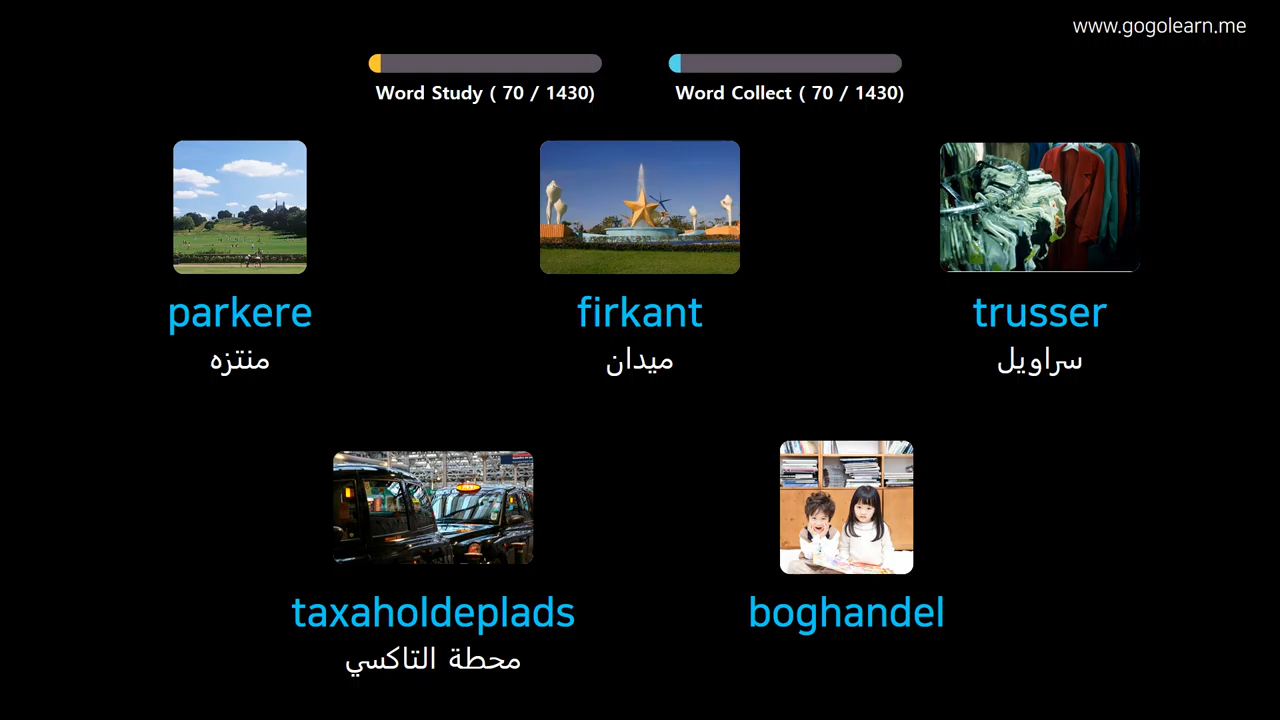 www.gogolearn.me
Word Study ( 70 / 1430)
Word Collect ( 70 / 1430)
parkere
منتزه
firkant
ميدان
trusser
سراويل
taxaholdeplads
محطة التاكسي
boghandel